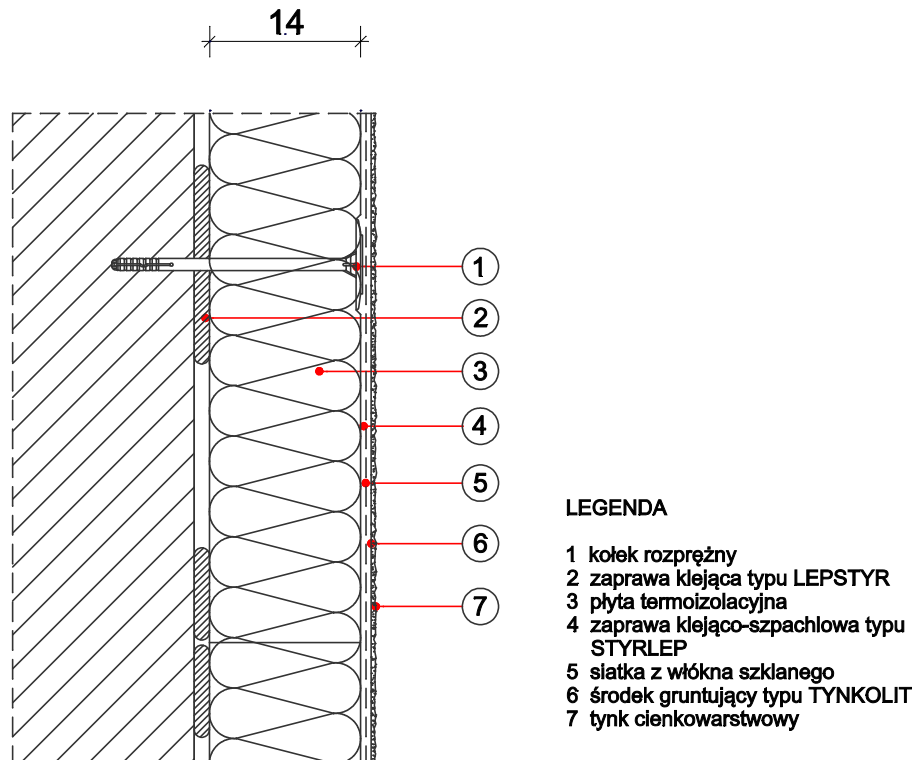 14
1
2
3
4
5
6
7
LEGENDA
1 kołek rozprężny
2 zaprawa klejąca typu LEPSTYR
3 płyta termoizolacyjna
4 zaprawa klejąco-szpachlowa typu
STYRLEP
5 siatka z włókna szklanego
6 środek gruntujący typu TYNKOLIT
7 tynk cienkowarstwowy